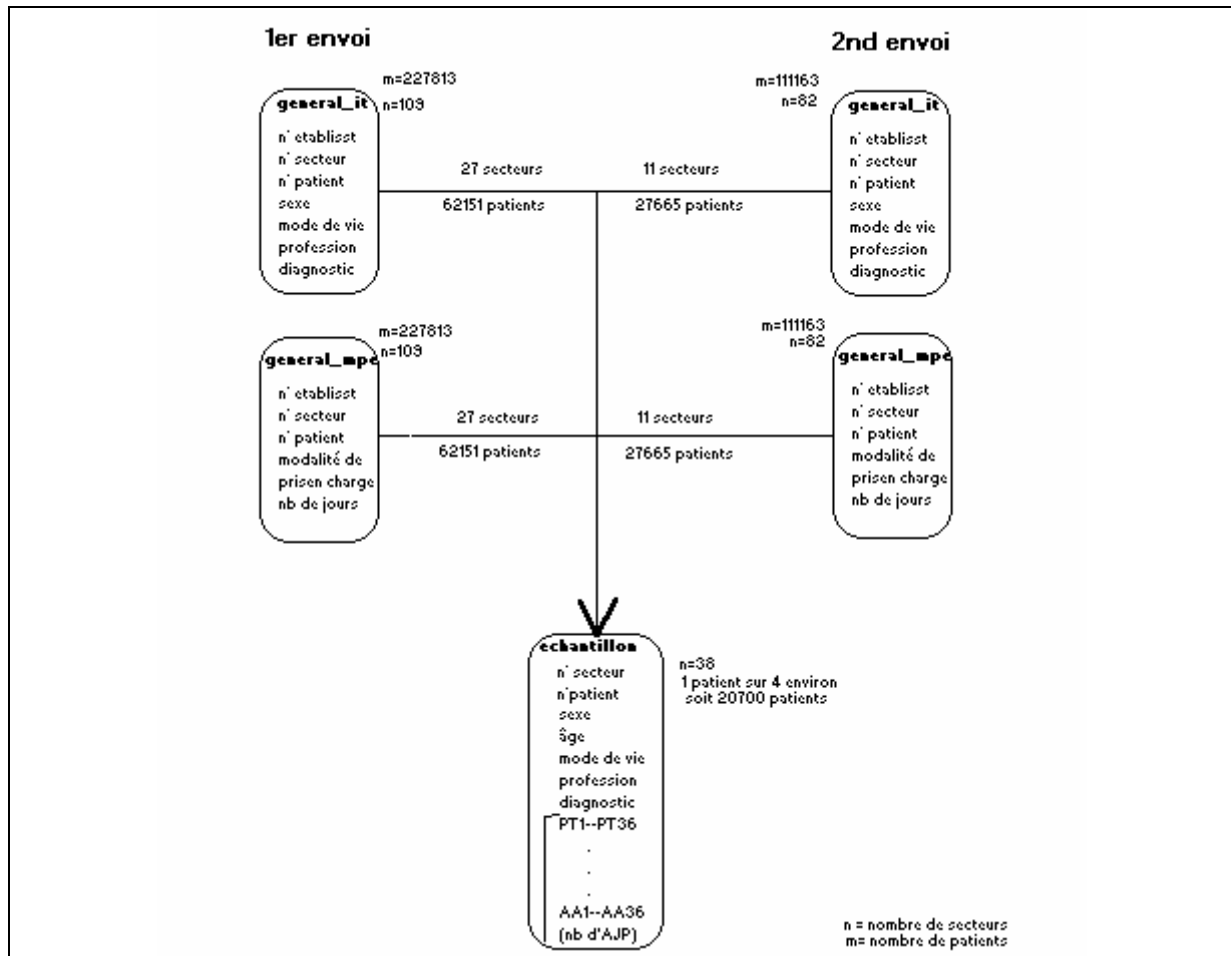 1er envoi
2nd envoi
m=227813
n=109
general_it
n° etablisst
n° secteur
n° patient
sexe
mode de vie
profession
diagnostic
m=111163
n=82
general_it
n° etablisst
n° secteur
n° patient
sexe
mode de vie
profession
diagnostic
27 secteurs
11 secteurs
62151 patients
27665 patients
m=227813
n=109
general_mpe
n° etablisst
n° secteur
n° patient
modalité de
prisen charge
nb de jours
m=111163
n=82
general_mpe
n° etablisst
n° secteur
n° patient
modalité de
prisen charge
nb de jours
27 secteurs
11 secteurs
62151 patients
27665 patients
echantillon
n° secteur
n°patient
sexe
âge
mode de vie
profession
diagnostic
PT1--PT36
.
.
.
AA1--AA36
(nb d'AJP)
n=38
1 patient sur 4 environ
soit 20700 patients
n = nombre de secteurs
m= nombre de patients